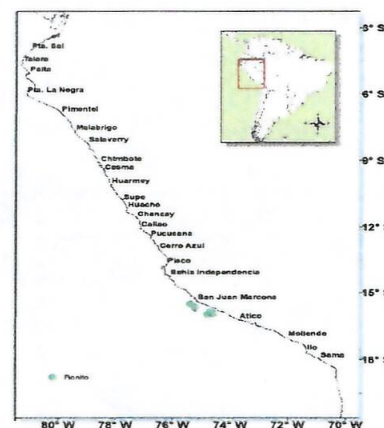 3° S
Pta. Sal
Talara
Paita
6° S
Pta. La Negra
Pimentel
Malabrigo
Salaverry
9° S
Chimbote
Casma
Huarmey
Supe
Huacho
Chancay
12° S
Callao
Pucusana
Cerro Azul
Pisco
Bahía Independencia
15° S
San Juan Marcona
Atico
Mollendo
Ilo
18° S
Sama
Bonito
80° W 78° W 76° W 74° W 72° W 70° W